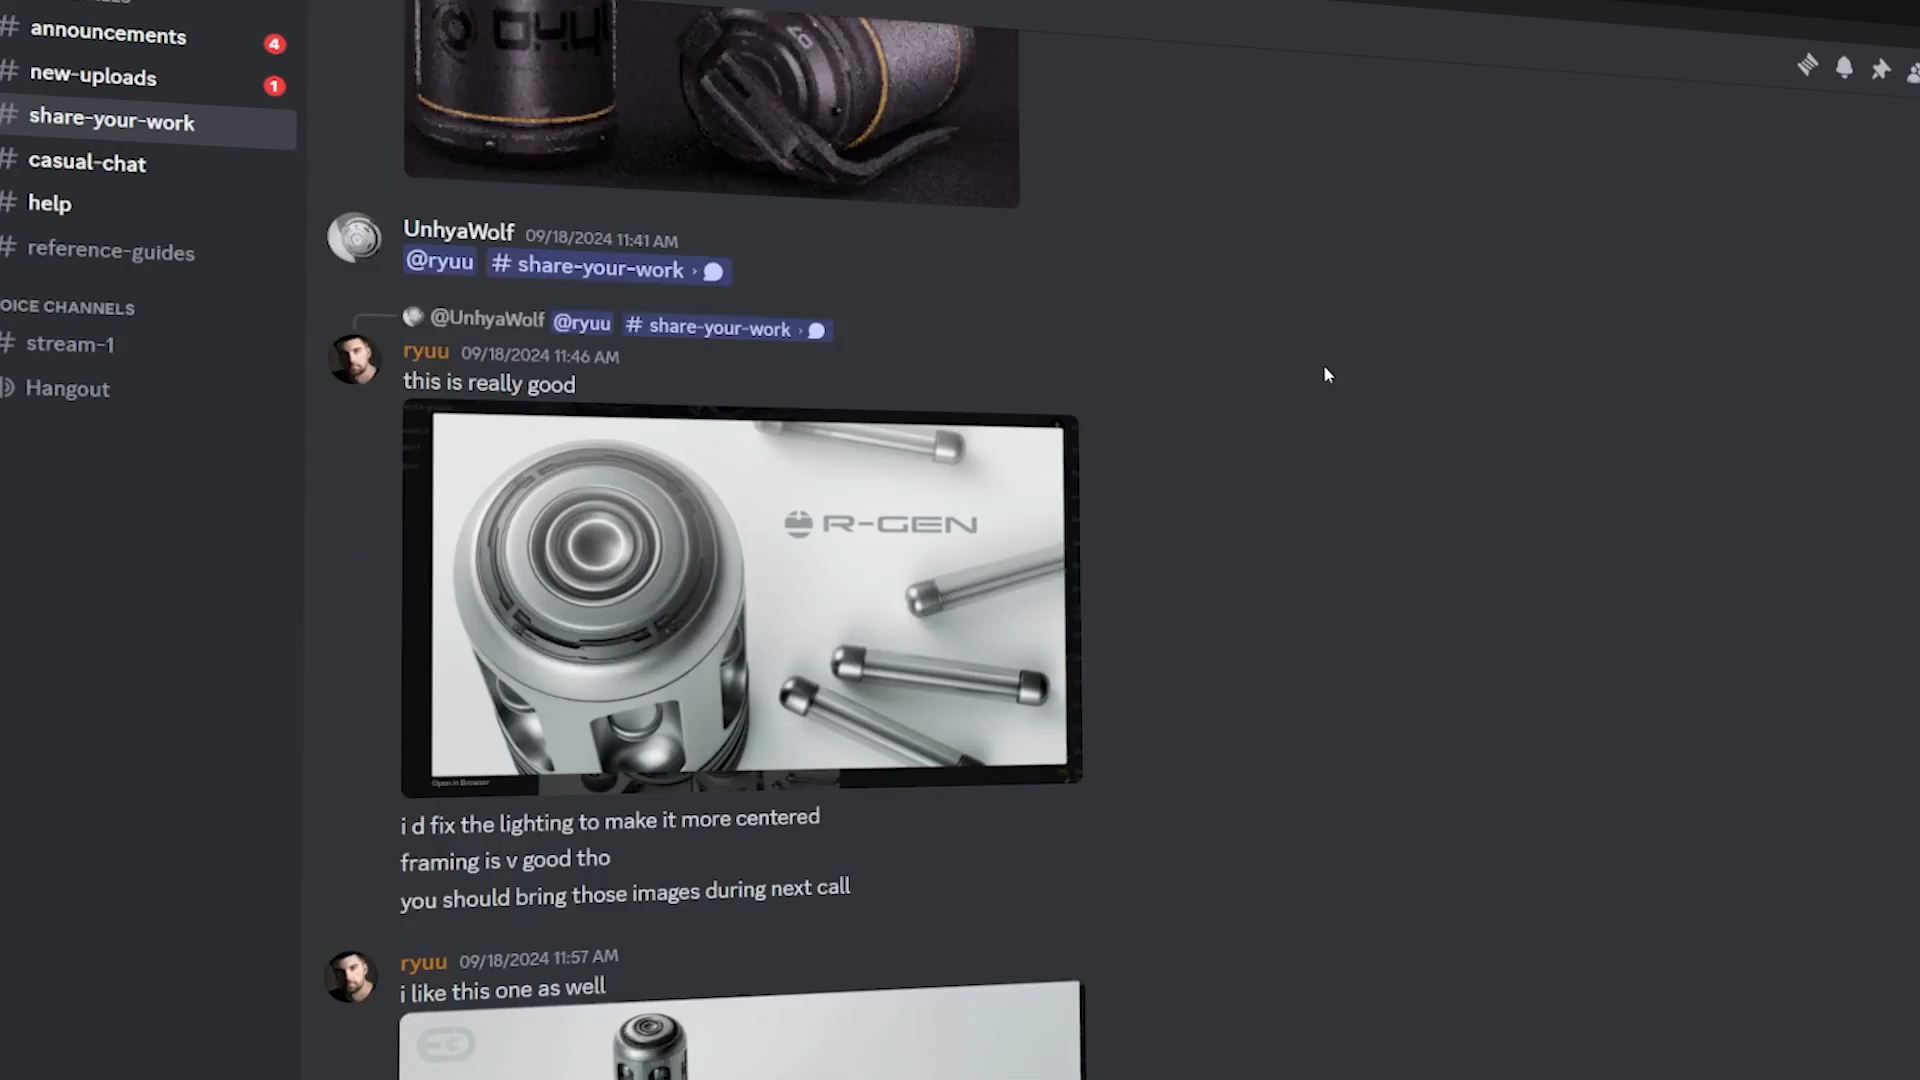 # announcements 4
# new-uploads 1
# share-your-work
# casual-chat
# help
# reference-guides
OICE CHANNELS
# stream-1
Hangout
07
UnhyaWolf 09/18/2024 11:41 AM
@ryuu # share-your-work ›
@UnhyaWolf @ryuu # share-your-work ›
ryuu 09/18/2024 11:46 AM
this is really good
R-GEN
Open in Browser
i d fix the lighting to make it more centered
framing is v good tho
you should bring those images during next call
ryuu 09/18/2024 11:57 AM
i like this one as well